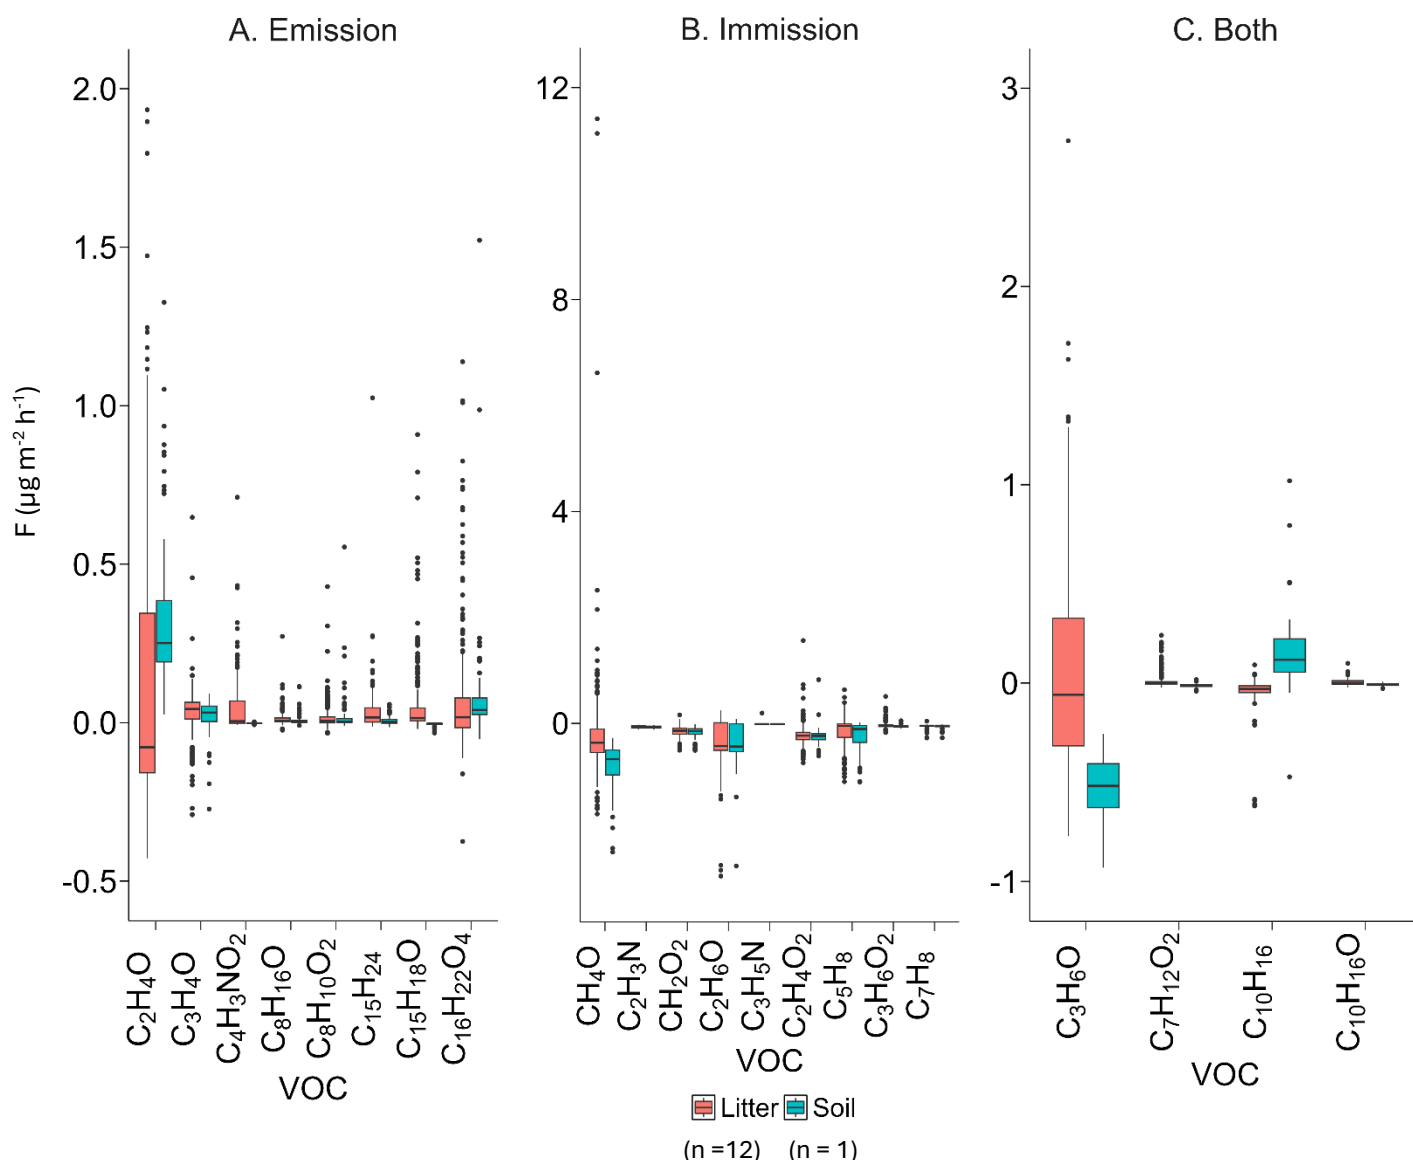 A. Emission
B. Immission
C. Both
F (µg m⁻² h⁻¹)
2.0
1.5
1.0
0.5
0.0
-0.5
12
8
4
0
3
2
1
0
-1
C₂H₄O
C₃H₄O
C₄H₃NO₂
C₈H₁₆O
C₈H₁₀O₂
C₁₅H₂₄
C₁₅H₁₈O
C₁₆H₂₂O₄
CH₄O
C₂H₃N
CH₂O₂
C₂H₆O
C₃H₅N
C₂H₄O₂
C₅H₈
C₃H₆O₂
C₇H₈
C₃H₆O
C₇H₁₂O₂
C₁₀H₁₆
C₁₀H₁₆O
VOC
VOC
VOC
Litter Soil
(n =12) (n = 1)